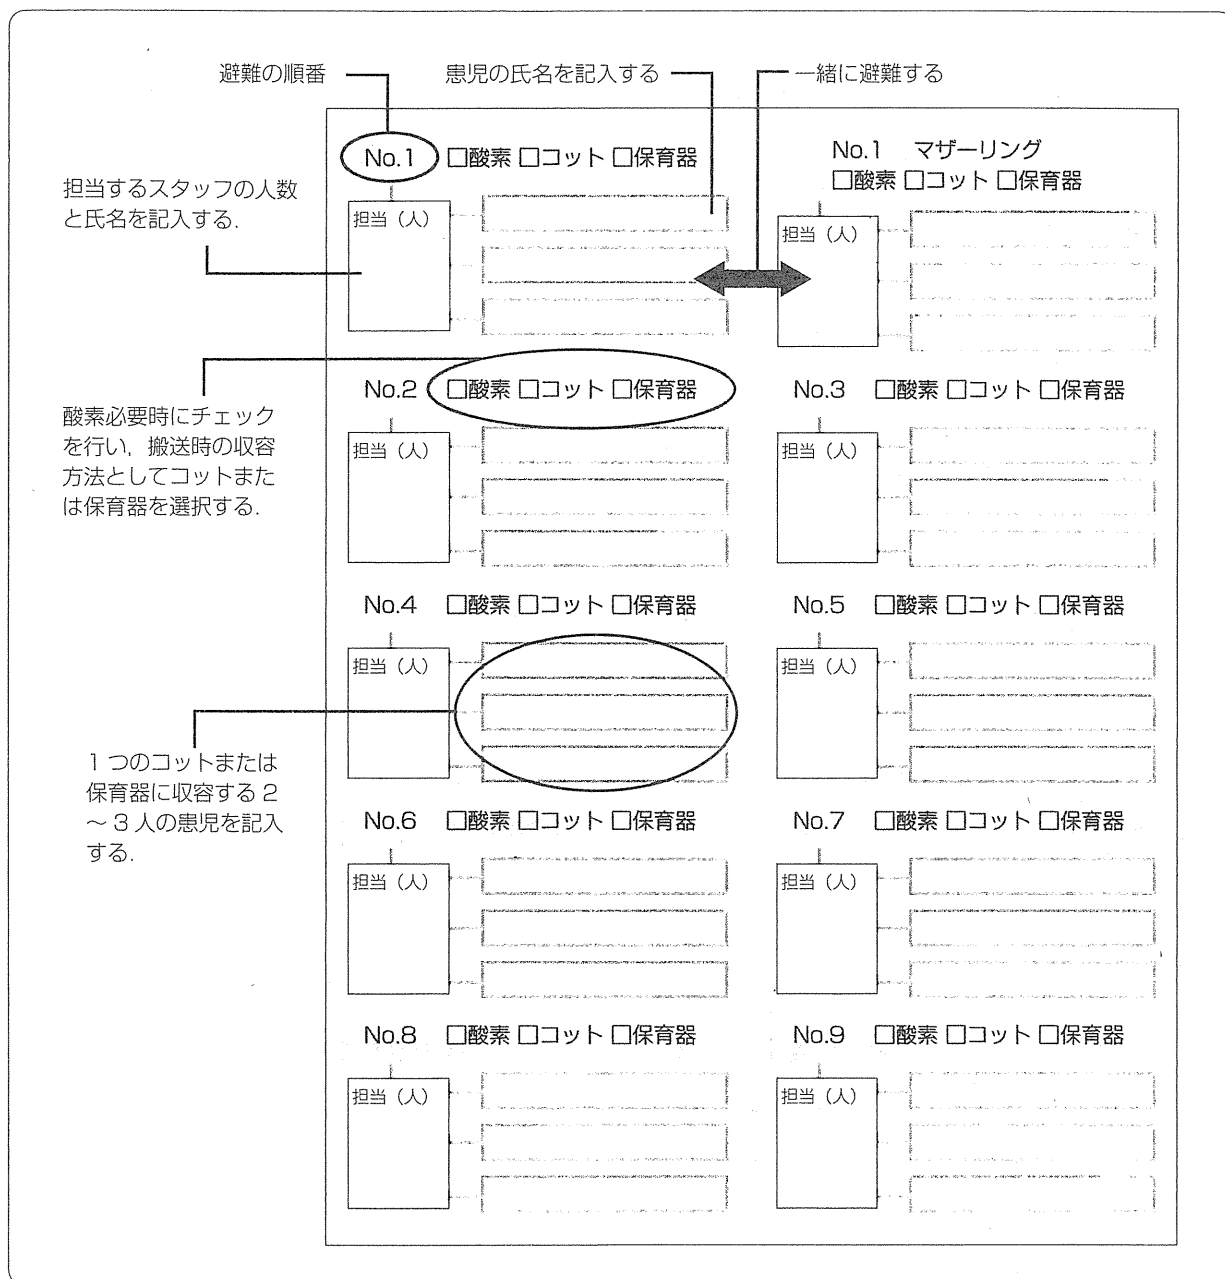 避難の順番
患児の氏名を記入する
一緒に避難する
No.1 □酸素 □コット □保育器
No.1 マザーリング
□酸素 □コット □保育器
担当するスタッフの人数
と氏名を記入する.
担当（人）
担当（人）
No.2 □酸素 □コット □保育器
No.3 □酸素 □コット □保育器
酸素必要時にチェック
を行い，搬送時の収容
方法としてコットまた
は保育器を選択する.
担当（人）
担当（人）
No.4 □酸素 □コット □保育器
No.5 □酸素 □コット □保育器
担当（人）
担当（人）
1つのコットまたは
保育器に収容する2
～3人の患児を記入
する.
No.6 □酸素 □コット □保育器
No.7 □酸素 □コット □保育器
担当（人）
担当（人）
No.8 □酸素 □コット □保育器
No.9 □酸素 □コット □保育器
担当（人）
担当（人）